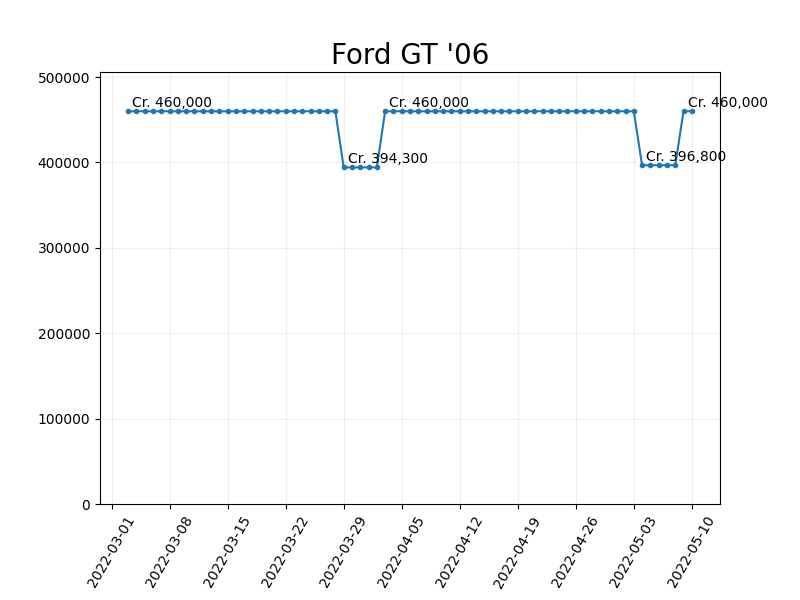 Ford GT '06
500000
400000
300000
200000
100000
0
Cr. 460,000
Cr. 394,300
Cr. 460,000
Cr. 396,800
Cr. 460,000
2022-03-01
2022-03-08
2022-03-15
2022-03-22
2022-03-29
2022-04-05
2022-04-12
2022-04-19
2022-04-26
2022-05-03
2022-05-10